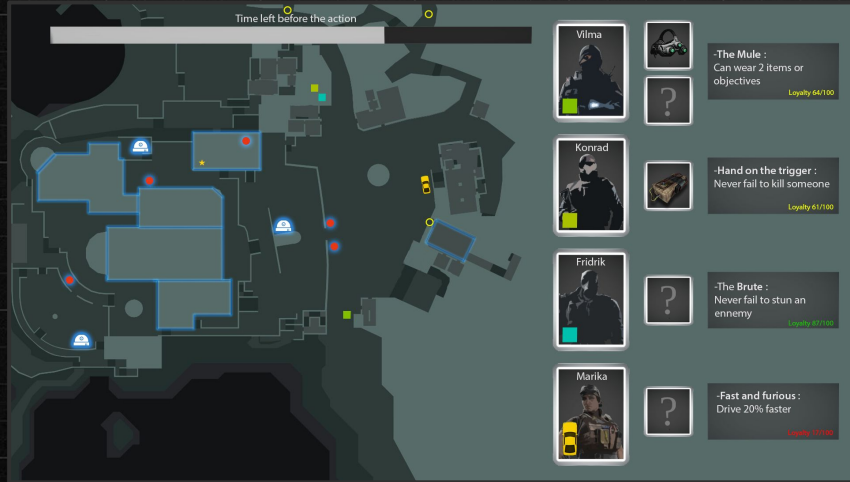 Time left before the action
Vilma
-The Mule :
Can wear 2 items or
objectives
Loyalty 64/100
?
Konrad
-Hand on the trigger :
Never fail to kill someone
Loyalty 61/100
Fridrik
?
-The Brute :
Never fail to stun an
ennemy
Loyalty 87/100
Marika
?
-Fast and furious :
Drive 20% faster
Loyalty